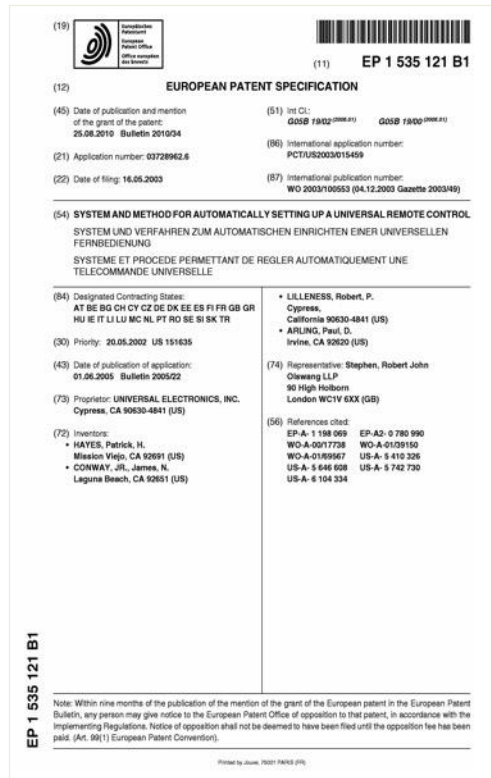 (19)
Europäisches
Patentamt
European
Patent Office
Office européen
des brevets
(11) EP 1 535 121 B1
(12) EUROPEAN PATENT SPECIFICATION
(45) Date of publication and mention
of the grant of the patent:
25.08.2010 Bulletin 2010/34
(21) Application number: 03728962.6
(22) Date of filing: 16.05.2003
(51) Int Cl.:
G05B 19/02 (2006.01) G05B 19/00 (2006.01)
(86) International application number:
PCT/US2003/015459
(87) International publication number:
WO 2003/100553 (04.12.2003 Gazette 2003/49)
(54) SYSTEM AND METHOD FOR AUTOMATICALLY SETTING UP A UNIVERSAL REMOTE CONTROL
SYSTEM UND VERFAHREN ZUM AUTOMATISCHEN EINRICHTEN EINER UNIVERSELLEN
FERNBEDIENUNG
SYSTEME ET PROCEDE PERMETTANT DE REGLER AUTOMATIQUEMENT UNE
TELECOMMANDE UNIVERSELLE
(84) Designated Contracting States:
AT BE BG CH CY CZ DE DK EE ES FI FR GB GR
HU IE IT LI LU MC NL PT RO SE SI SK TR
(30) Priority: 20.05.2002 US 151635
(43) Date of publication of application:
01.06.2005 Bulletin 2005/22
(73) Proprietor: UNIVERSAL ELECTRONICS, INC.
Cypress, CA 90630-4841 (US)
(72) Inventors:
• HAYES, Patrick, H.
Mission Viejo, CA 92691 (US)
• CONWAY, JR., James, N.
Laguna Beach, CA 92651 (US)
• LILLENESS, Robert, P.
Cypress,
California 90630-4841 (US)
• ARLING, Paul, D.
Irvine, CA 92620 (US)
(74) Representative: Stephen, Robert John
Olswang LLP
90 High Holborn
London WC1V 6XX (GB)
(56) References cited:
EP-A- 1 198 069 EP-A2- 0 780 990
WO-A-00/17738 WO-A-01/39150
WO-A-01/69567 US-A- 5 410 326
US-A- 5 646 608 US-A- 5 742 730
US-A- 6 104 334
EP 1 535 121 B1
Note: Within nine months of the publication of the mention of the grant of the European patent in the European Patent
Bulletin, any person may give notice to the European Patent Office of opposition to that patent, in accordance with the
Implementing Regulations. Notice of opposition shall not be deemed to have been filed until the opposition fee has been
paid. (Art. 99(1) European Patent Convention).
Printed by Jouve, 75001 PARIS (FR)